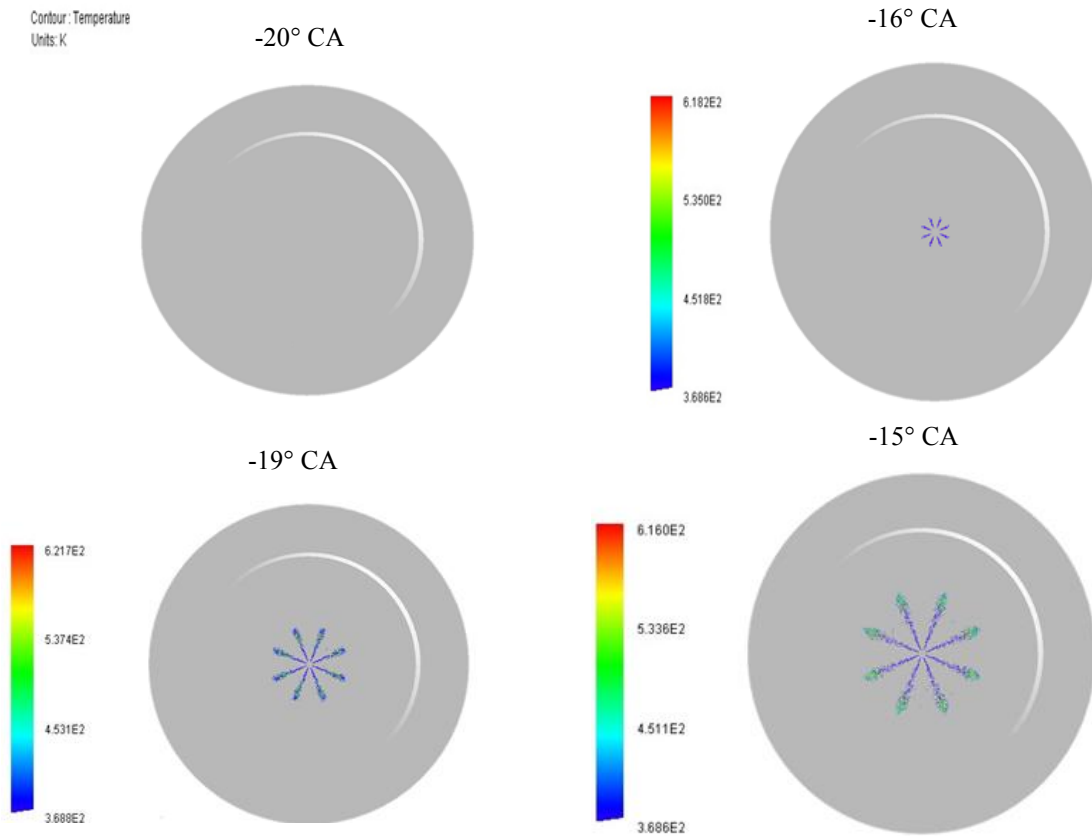 Contour : Temperature
Units: K
-20° CA
-16° CA
6.182E2
5.350E2
4.518E2
3.686E2
-19° CA
6.217E2
5.374E2
4.531E2
3.688E2
-15° CA
6.160E2
5.336E2
4.511E2
3.686E2